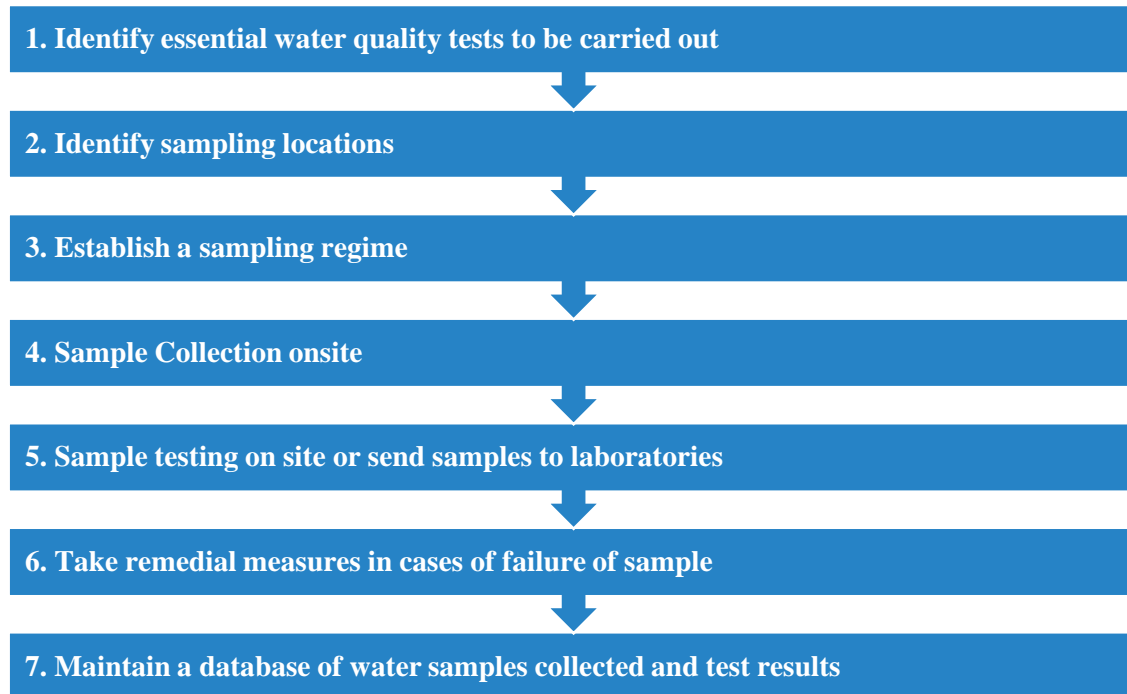 1. Identify essential water quality tests to be carried out
2. Identify sampling locations
3. Establish a sampling regime
4. Sample Collection onsite
5. Sample testing on site or send samples to laboratories
6. Take remedial measures in cases of failure of sample
7. Maintain a database of water samples collected and test results